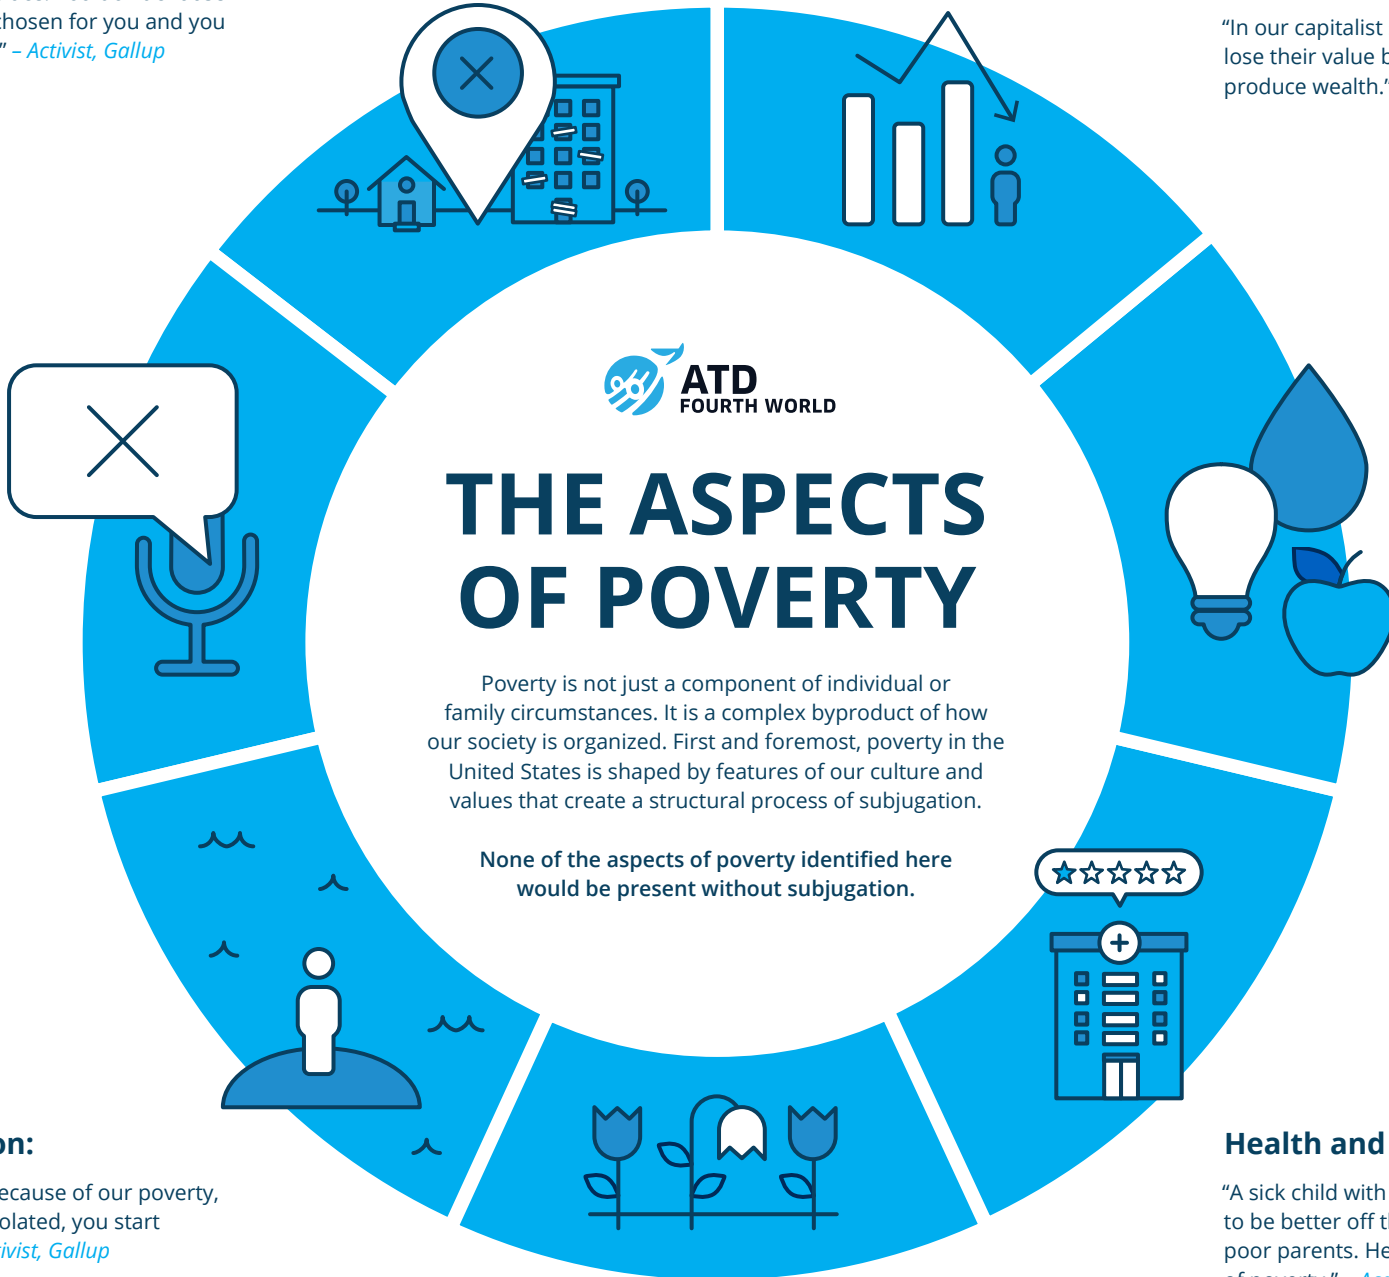 chosen for you and you
” – Activist, Gallup
“In our capitalist
lose their value b
produce wealth.”
ATD
FOURTH WORLD
THE ASPECTS
OF POVERTY
Poverty is not just a component of individual or
family circumstances. It is a complex byproduct of how
our society is organized. First and foremost, poverty in the
United States is shaped by features of our culture and
values that create a structural process of subjugation.
None of the aspects of poverty identified here
would be present without subjugation.
on:
ecause of our poverty,
olated, you start
ivist, Gallup
Health and
“A sick child with
to be better off t
poor parents. He
of poverty.” –